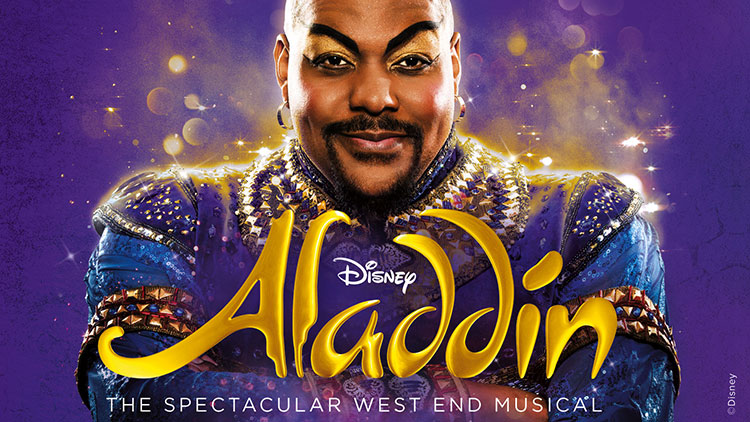 Disney
Aladdin
THE SPECTACULAR WEST END MUSICAL
©Disney